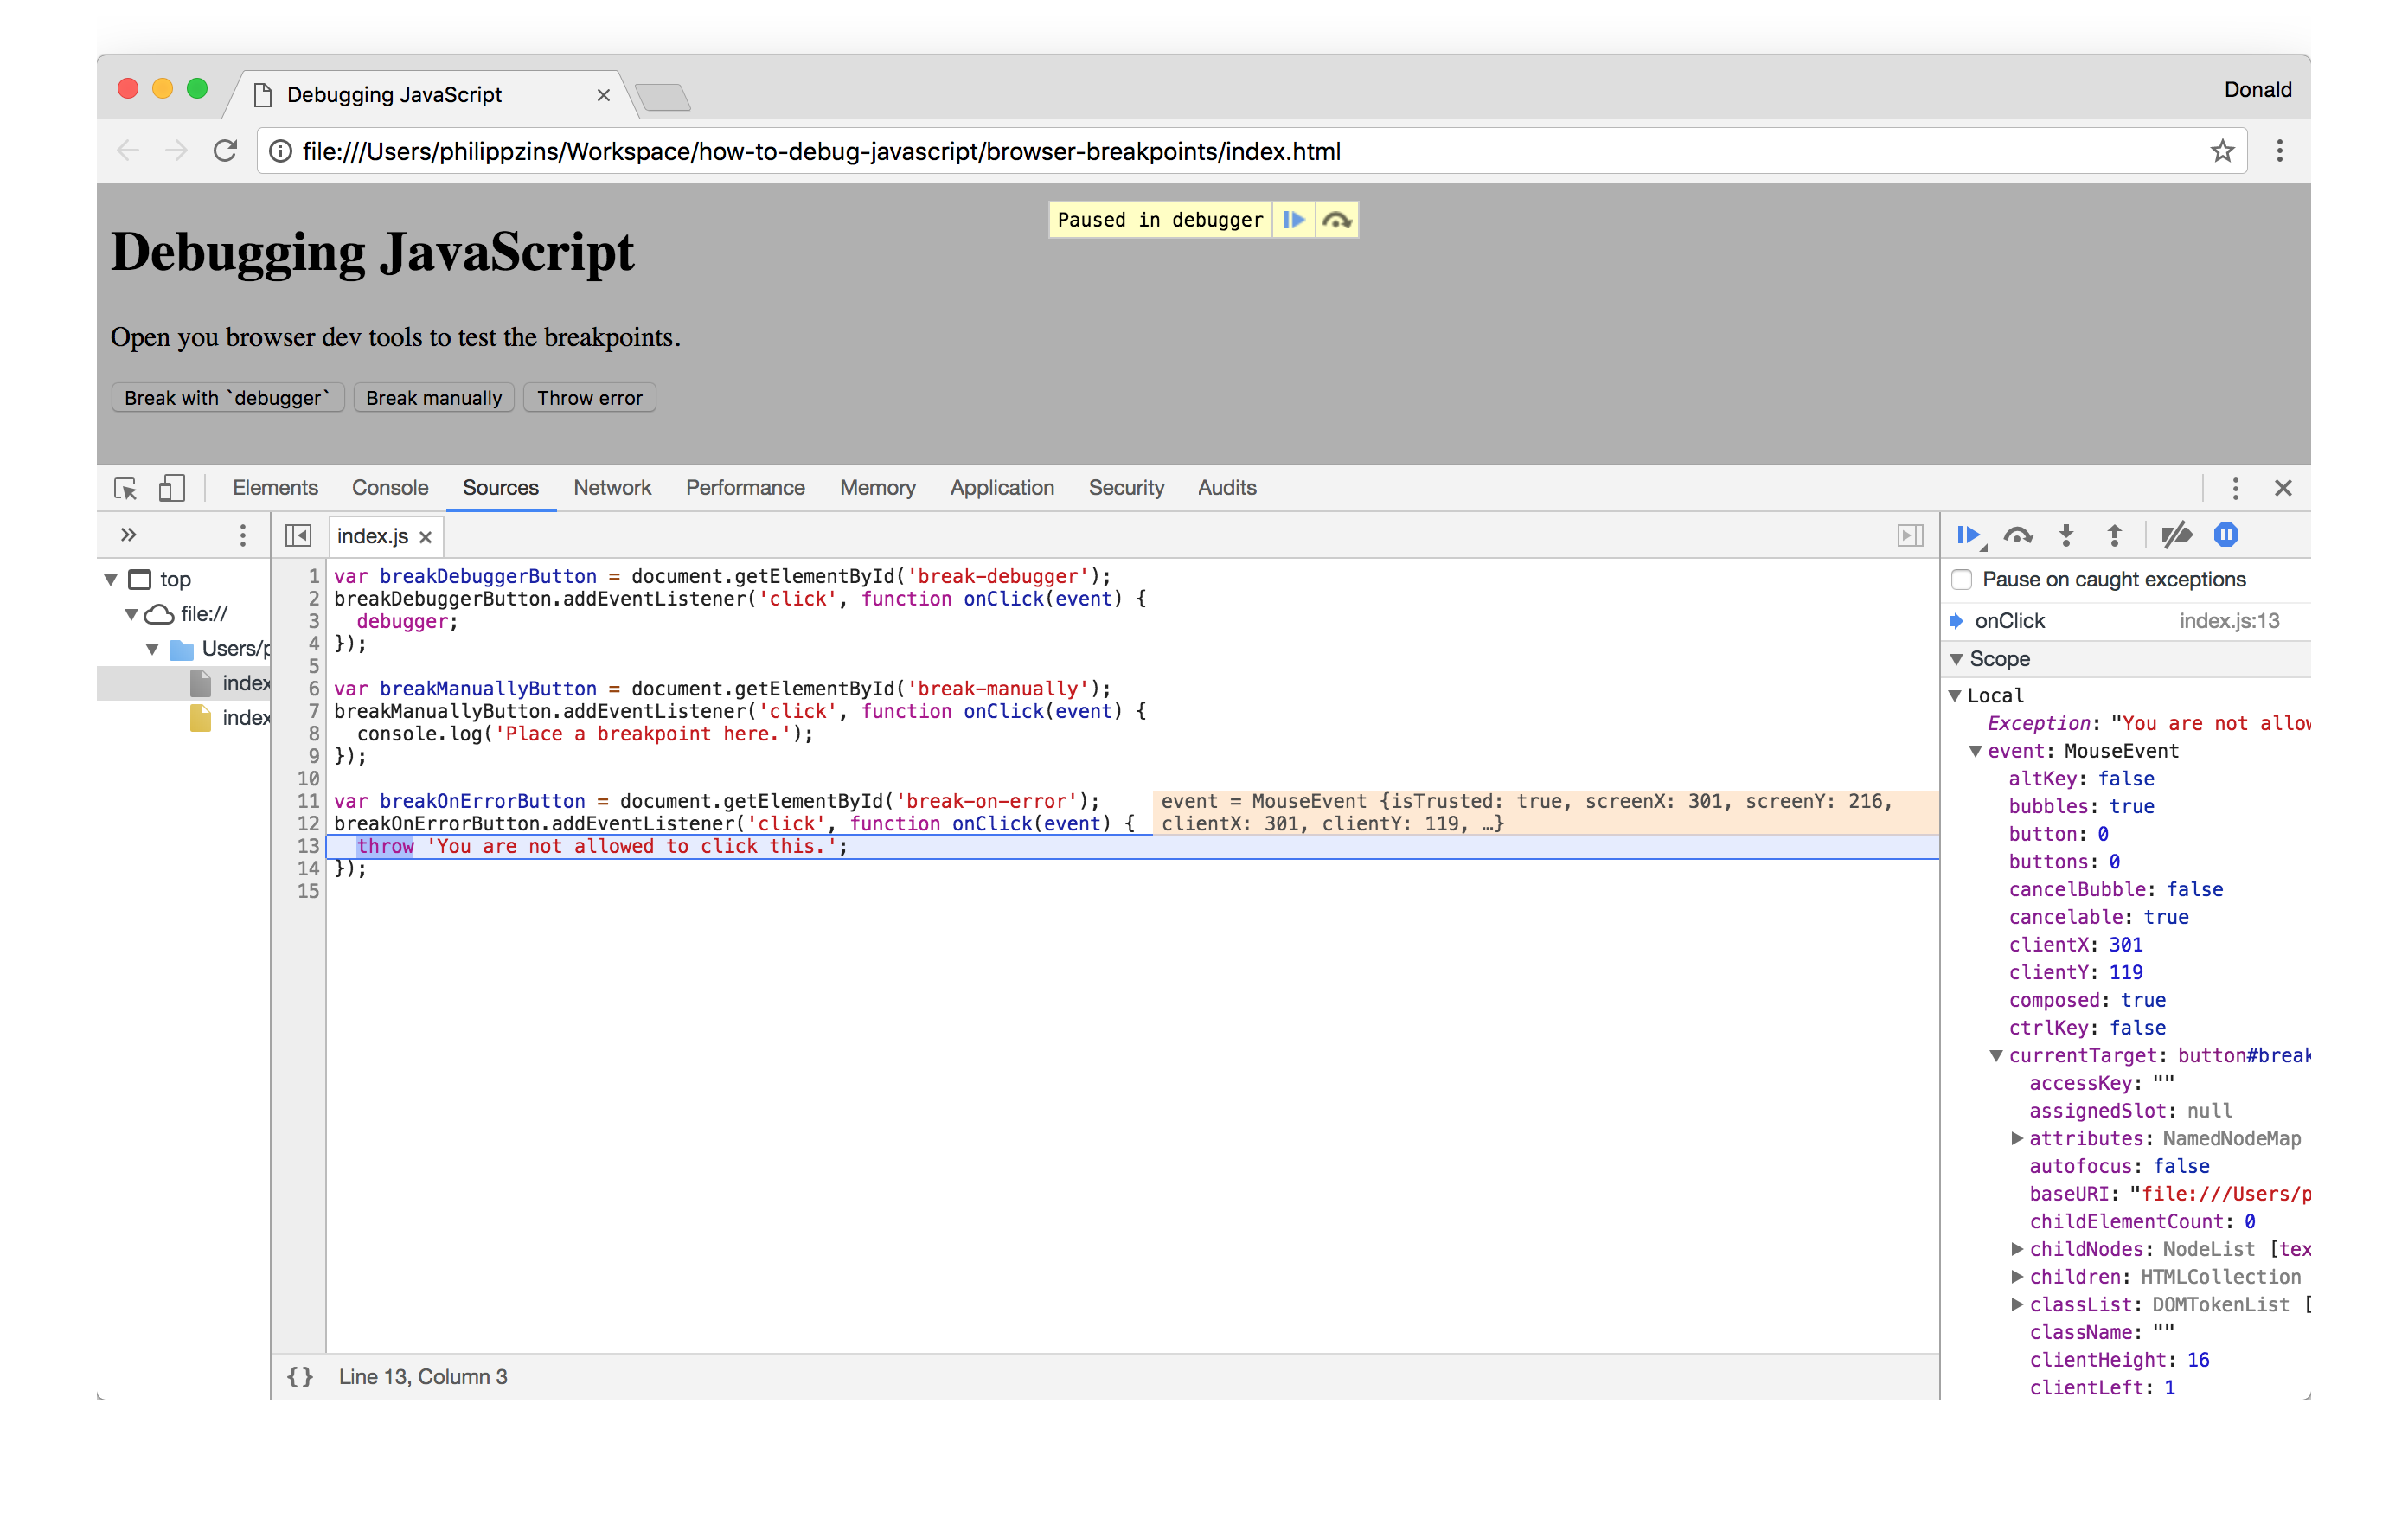 Debugging JavaScript
Donald
file:///Users/philippzins/Workspace/how-to-debug-javascript/browser-breakpoints/index.html
Paused in debugger
Debugging JavaScript
Open you browser dev tools to test the breakpoints.
Break with `debugger` Break manually Throw error
Elements Console Sources Network Performance Memory Application Security Audits
index.js
top
file://
Users/p
index
index
1 var breakDebuggerButton = document.getElementById('break-debugger');
2 breakDebuggerButton.addEventListener('click', function onClick(event) {
3 debugger;
4 });
5
6 var breakManuallyButton = document.getElementById('break-manually');
7 breakManuallyButton.addEventListener('click', function onClick(event) {
8 console.log('Place a breakpoint here.');
9 });
10
11 var breakOnErrorButton = document.getElementById('break-on-error');
12 breakOnErrorButton.addEventListener('click', function onClick(event) {
event = MouseEvent {isTrusted: true, screenX: 301, screenY: 216,
clientX: 301, clientY: 119, …}
13 throw 'You are not allowed to click this.';
14 });
15
{} Line 13, Column 3
Pause on caught exceptions
onClick index.js:13
Scope
Local
Exception: "You are not allow
event: MouseEvent
altKey: false
bubbles: true
button: 0
buttons: 0
cancelBubble: false
cancelable: true
clientX: 301
clientY: 119
composed: true
ctrlKey: false
currentTarget: button#break
accessKey: ""
assignedSlot: null
attributes: NamedNodeMap
autofocus: false
baseURI: "file:///Users/p
childElementCount: 0
childNodes: NodeList [tex
children: HTMLCollection
classList: DOMTokenList [
className: ""
clientHeight: 16
clientLeft: 1